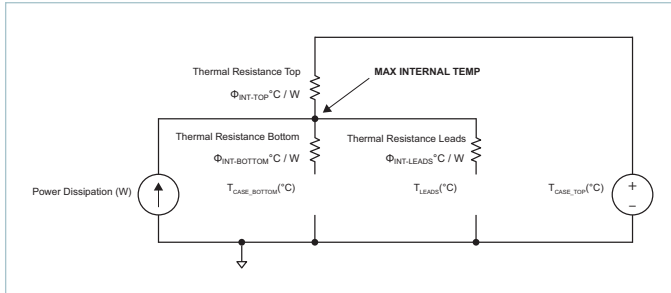 Thermal Resistance Top
MAX INTERNAL TEMP
ΦINT-TOP°C / W
Thermal Resistance Bottom
Thermal Resistance Leads
ΦINT-BOTTOM°C / W
ΦINT-LEADS°C / W
Power Dissipation (W)
TCASE_BOTTOM(°C)
TLEADS(°C)
TCASE_TOP(°C)
+
–